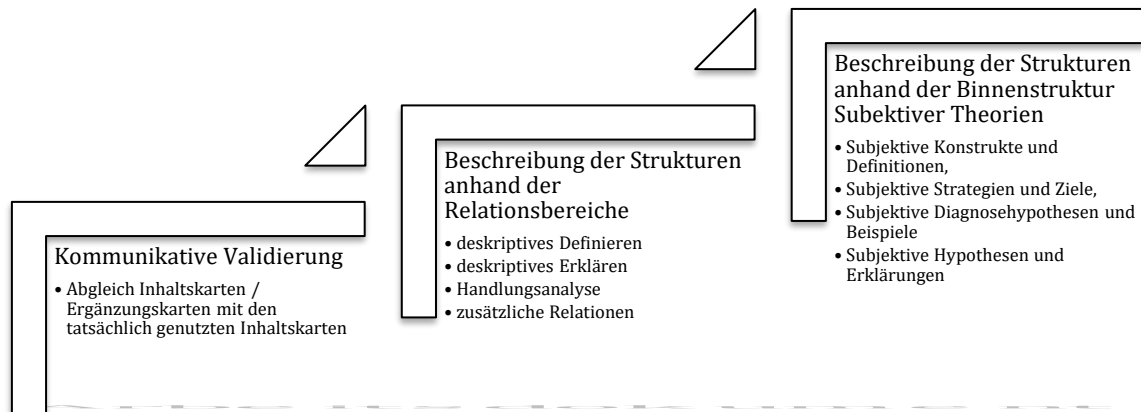 Kommunikative Validierung
• Abgleich Inhaltskarten /
Ergänzungskarten mit den
tatsächlich genutzten Inhaltskarten
Beschreibung der Strukturen
anhand der
Relationsbereiche
• deskriptives Definieren
• deskriptives Erklären
• Handlungsanalyse
• zusätzliche Relationen
Beschreibung der Strukturen
anhand der Binnenstruktur
Subektiver Theorien
• Subjektive Konstrukte und
Definitionen,
• Subjektive Strategien und Ziele,
• Subjektive Diagnosehypothesen und
Beispiele
• Subjektive Hypothesen und
Erklärungen